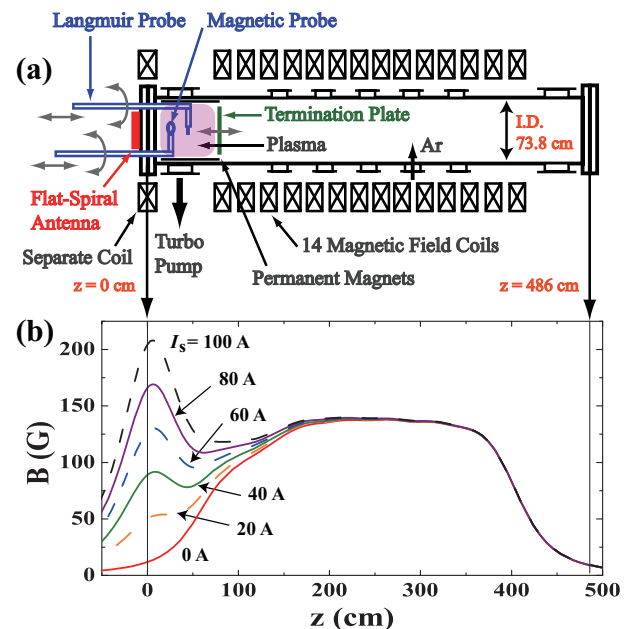 Langmuir Probe
Magnetic Probe
(a)
Termination Plate
Plasma
Ar
I.D.
73.8 cm
Flat-Spiral
Antenna
Separate Coil
Turbo
Pump
14 Magnetic Field Coils
Permanent Magnets
z = 0 cm
z = 486 cm
(b)
B (G)
200
150
100
50
0
Is = 100 A
80 A
60 A
40 A
20 A
0 A
0 100 200 300 400 500
z (cm)